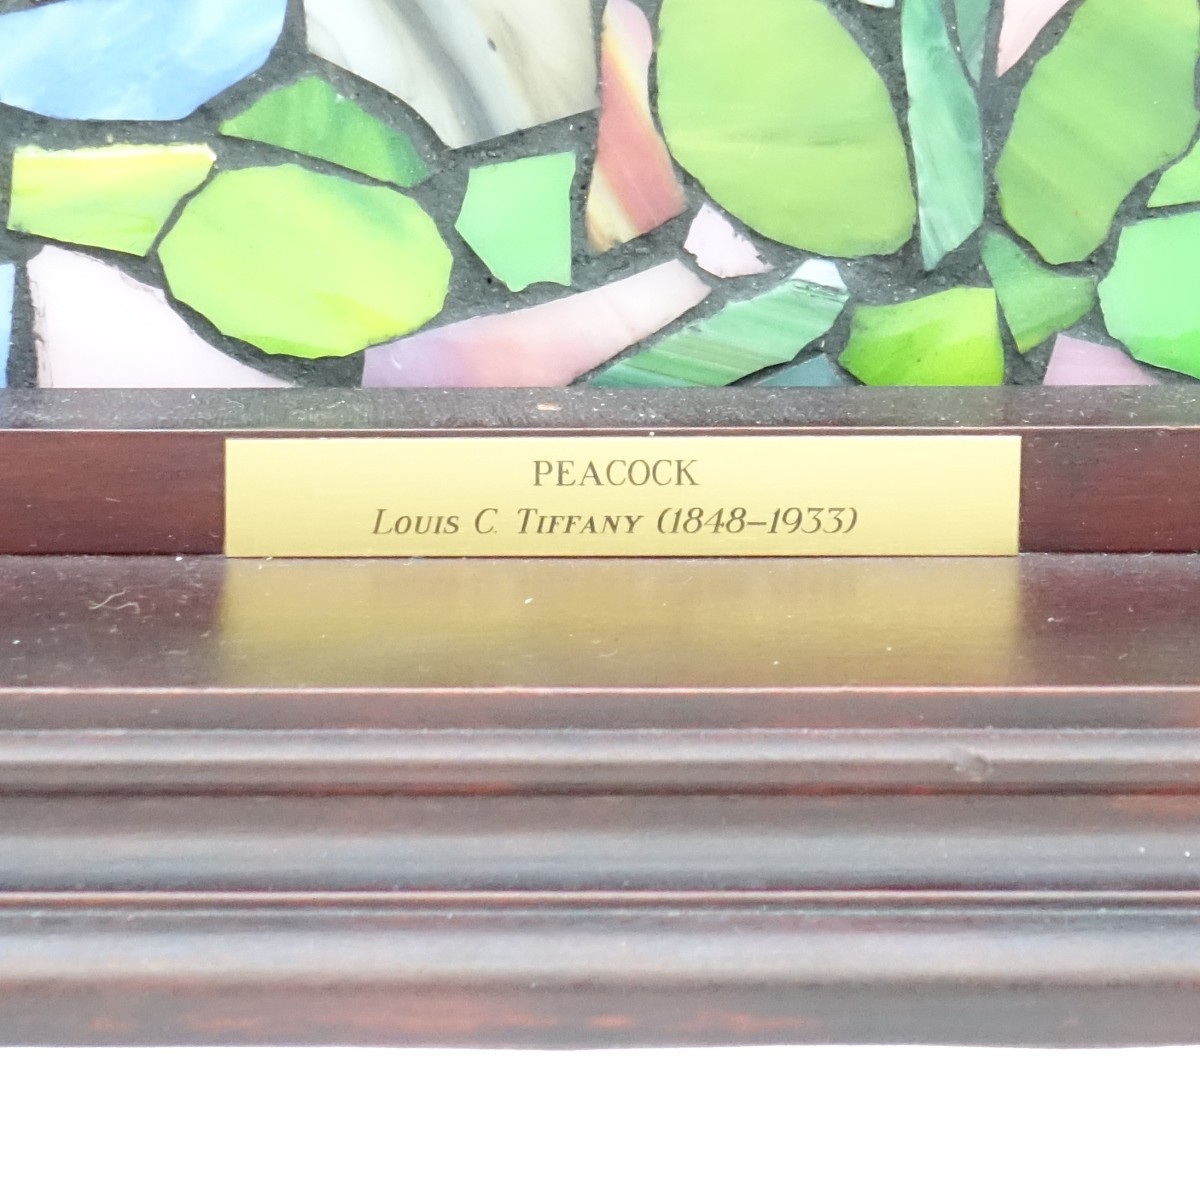 PEACOCK
LOUIS C. TIFFANY (1848–1933)